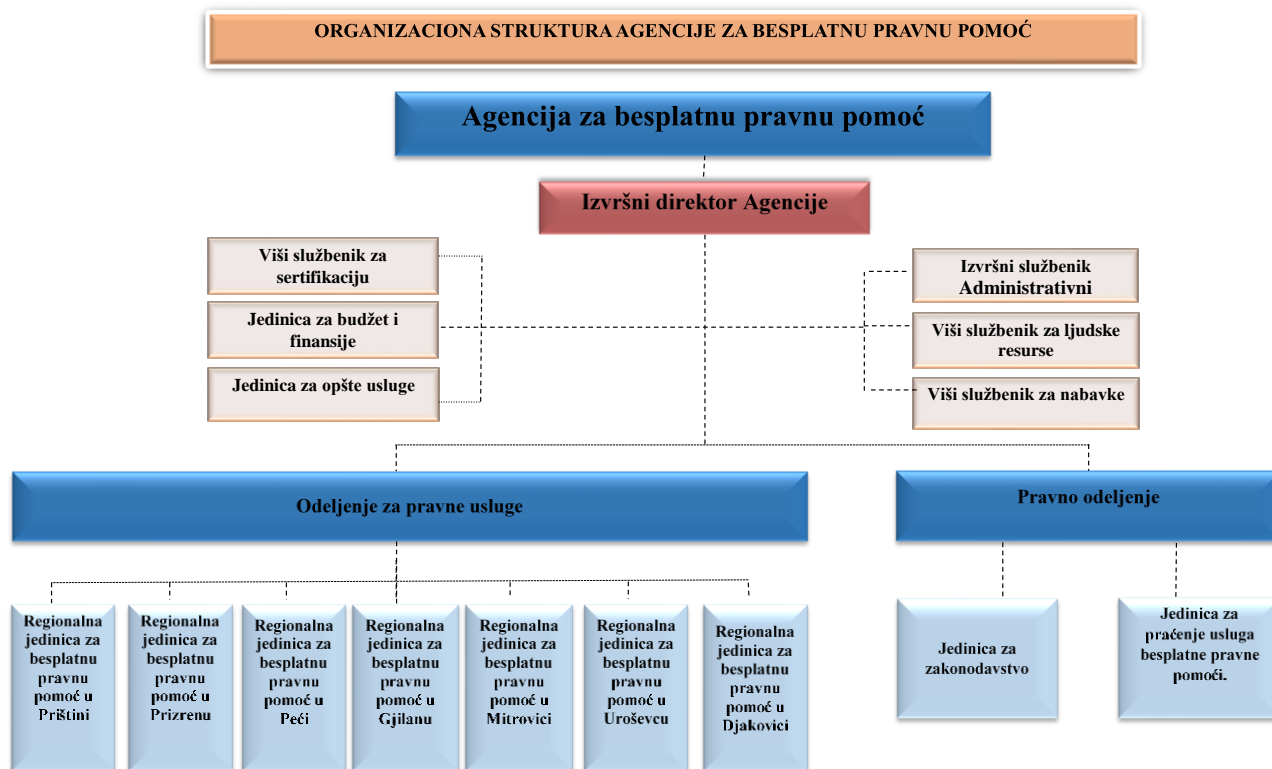 ORGANIZACIONA STRUKTURA AGENCIJE ZA BESPLATNU PRAVNU POMOĆ
Agencija za besplatnu pravnu pomoć
Izvršni direktor Agencije
Viši službenik za
sertifikaciju
Jedinica za budžet i
finansije
Jedinica za opšte usluge
Izvršni službenik
Administrativni
Viši službenik za ljudske
resurse
Viši službenik za nabavke
Odeljenje za pravne usluge
Pravno odeljenje
Regionalna
jedinica za
besplatnu
pravnu
pomoć u
Prištini
Regionalna
jedinica za
besplatnu
pravnu
pomoć u
Prizrenu
Regionalna
jedinica za
besplatnu
pravnu
pomoć u
Peći
Regionalna
jedinica za
besplatnu
pravnu
pomoć u
Gjilanu
Regionalna
jedinica za
besplatnu
pravnu
pomoć u
Mitrovici
Regionalna
jedinica za
besplatnu
pravnu
pomoć u
Uroševcu
Regionalna
jedinica za
besplatnu
pravnu
pomoć u
Djakovici
Jedinica za
zakonodavstvo
Jedinica za
praćenje usluga
besplatne pravne
pomoći.